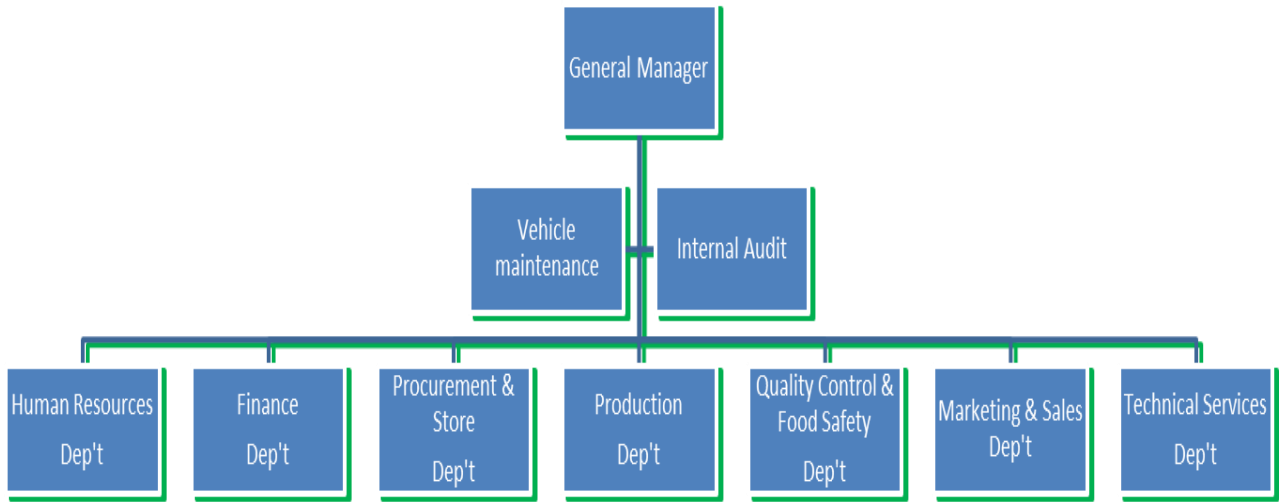 General Manager
Vehicle
maintenance
Internal Audit
Human Resources
Dep't
Finance
Dep't
Procurement &
Store
Dep't
Production
Dep't
Quality Control &
Food Safety
Dep't
Marketing & Sales
Dep't
Technical Services
Dep't